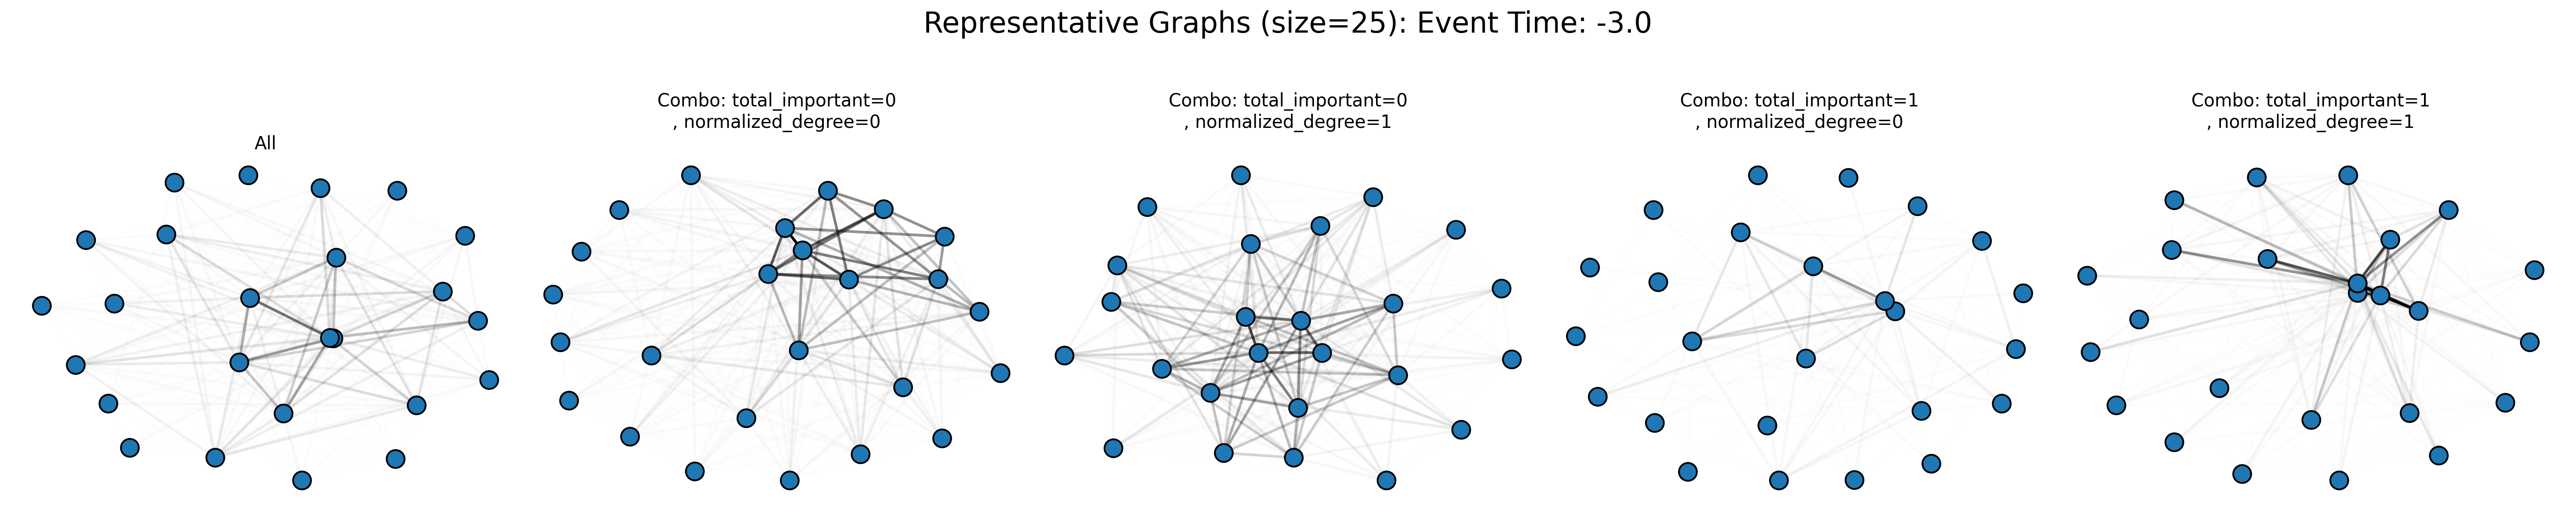 Representative Graphs (size=25): Event Time: -3.0
All
Combo: total_important=0
, normalized_degree=0
Combo: total_important=0
, normalized_degree=1
Combo: total_important=1
, normalized_degree=0
Combo: total_important=1
, normalized_degree=1